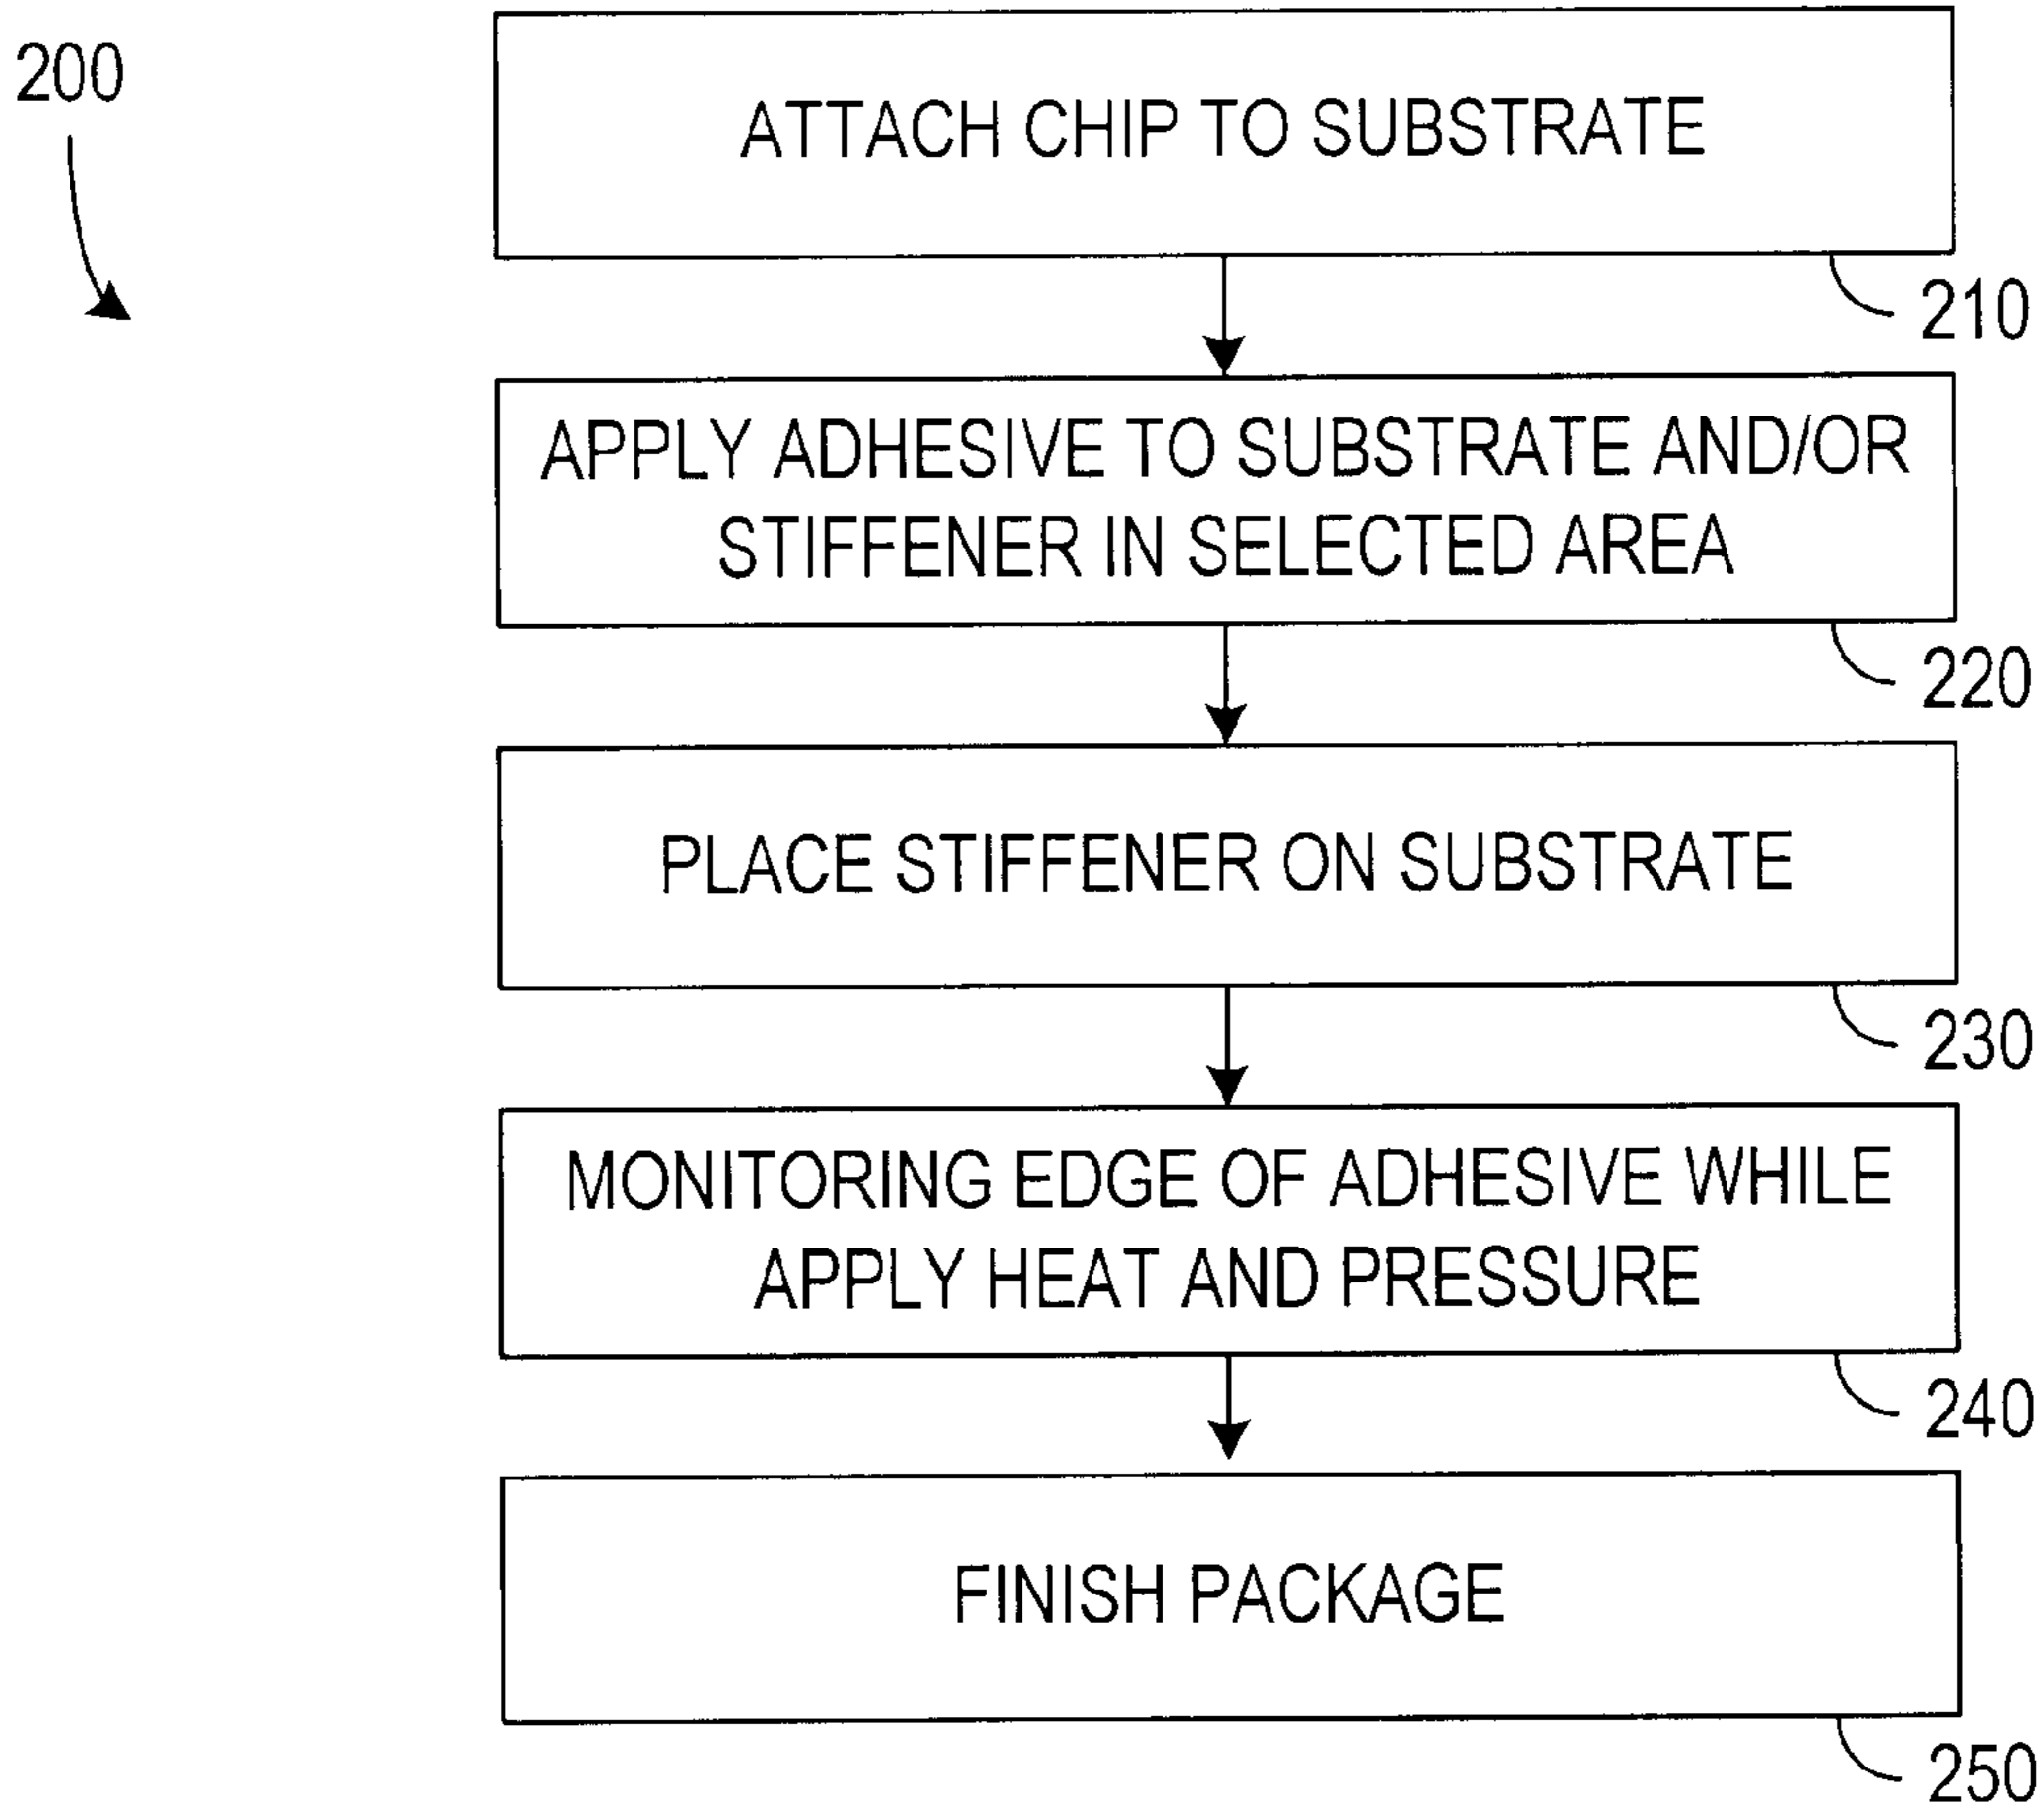 200
ATTACH CHIP TO SUBSTRATE
210
APPLY ADHESIVE TO SUBSTRATE AND/OR
STIFFENER IN SELECTED AREA
220
PLACE STIFFENER ON SUBSTRATE
230
MONITORING EDGE OF ADHESIVE WHILE
APPLY HEAT AND PRESSURE
240
FINISH PACKAGE
250